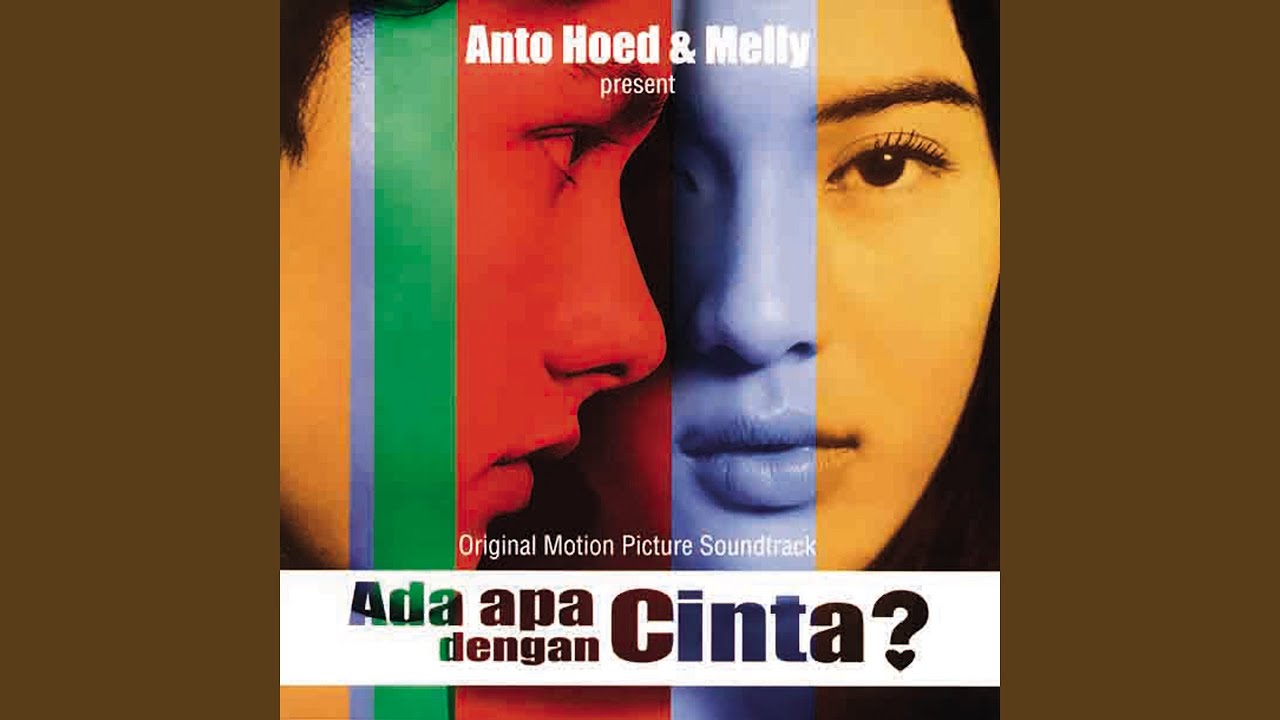 Anto Hoed & Melly
present
Original Motion Picture Soundtrack
Ada apa
dengan Cinta?